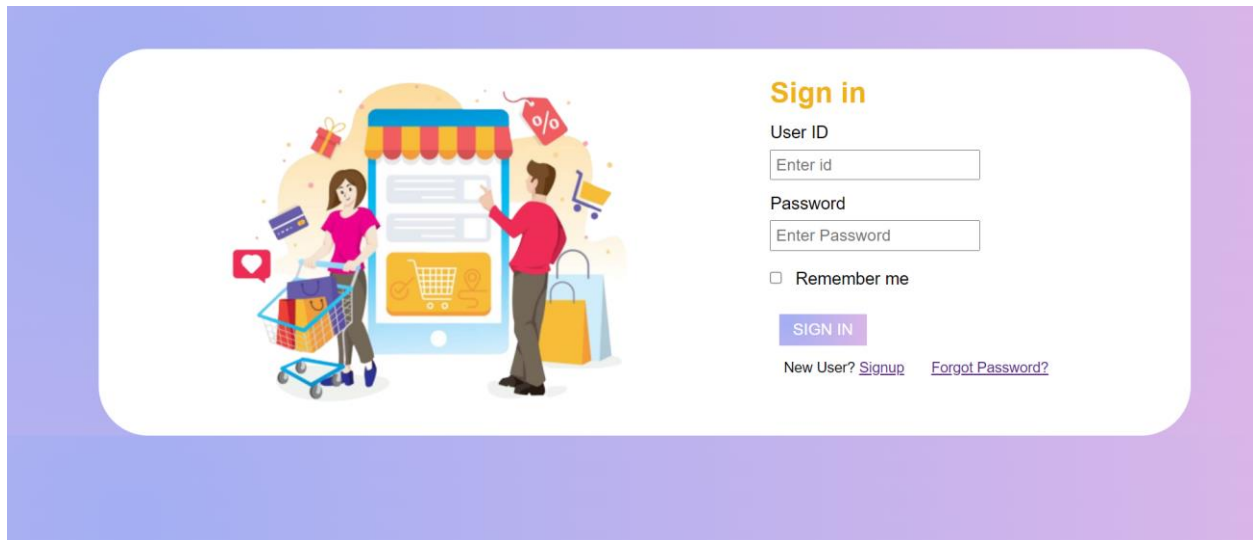 %
Sign in
User ID
Enter id
Password
Enter Password
Remember me
SIGN IN
New User? Signup Forgot Password?